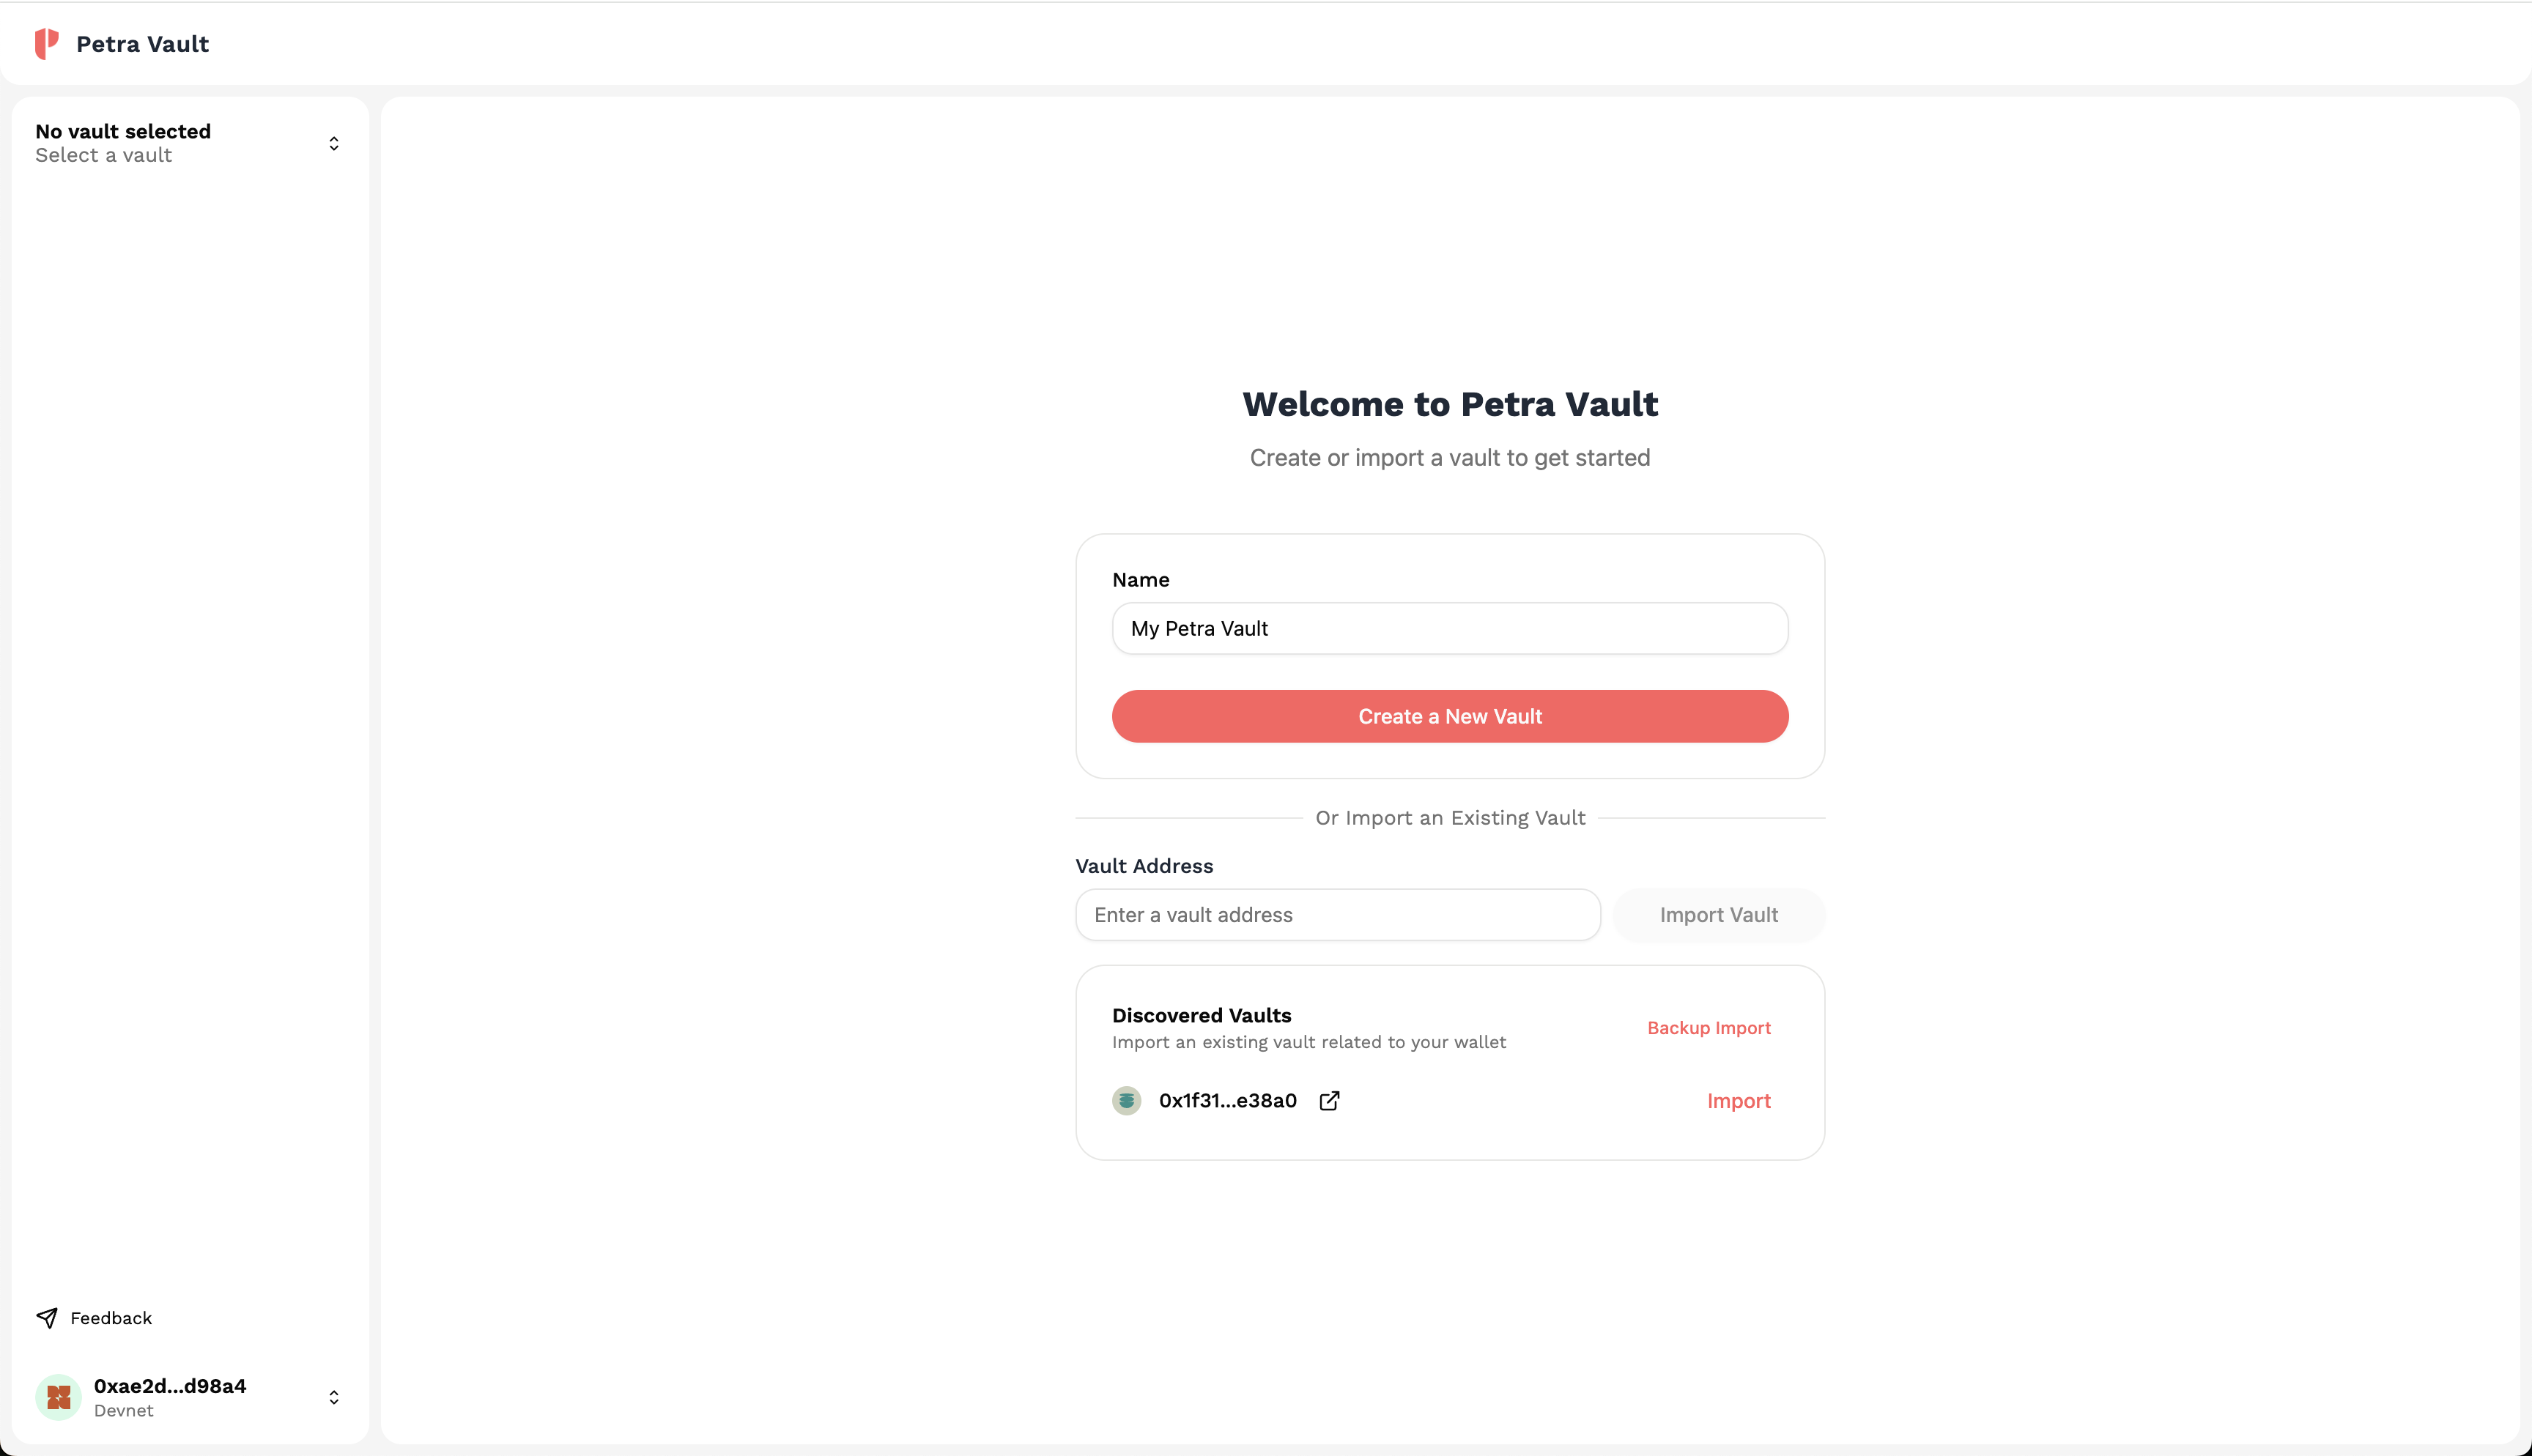 Petra Vault
No vault selected
Select a vault
Welcome to Petra Vault
Create or import a vault to get started
Name
My Petra Vault
Create a New Vault
Or Import an Existing Vault
Vault Address
Enter a vault address
Import Vault
Discovered Vaults
Import an existing vault related to your wallet
Backup Import
0x1f31...e38a0
Import
Feedback
0xae2d...d98a4
Devnet